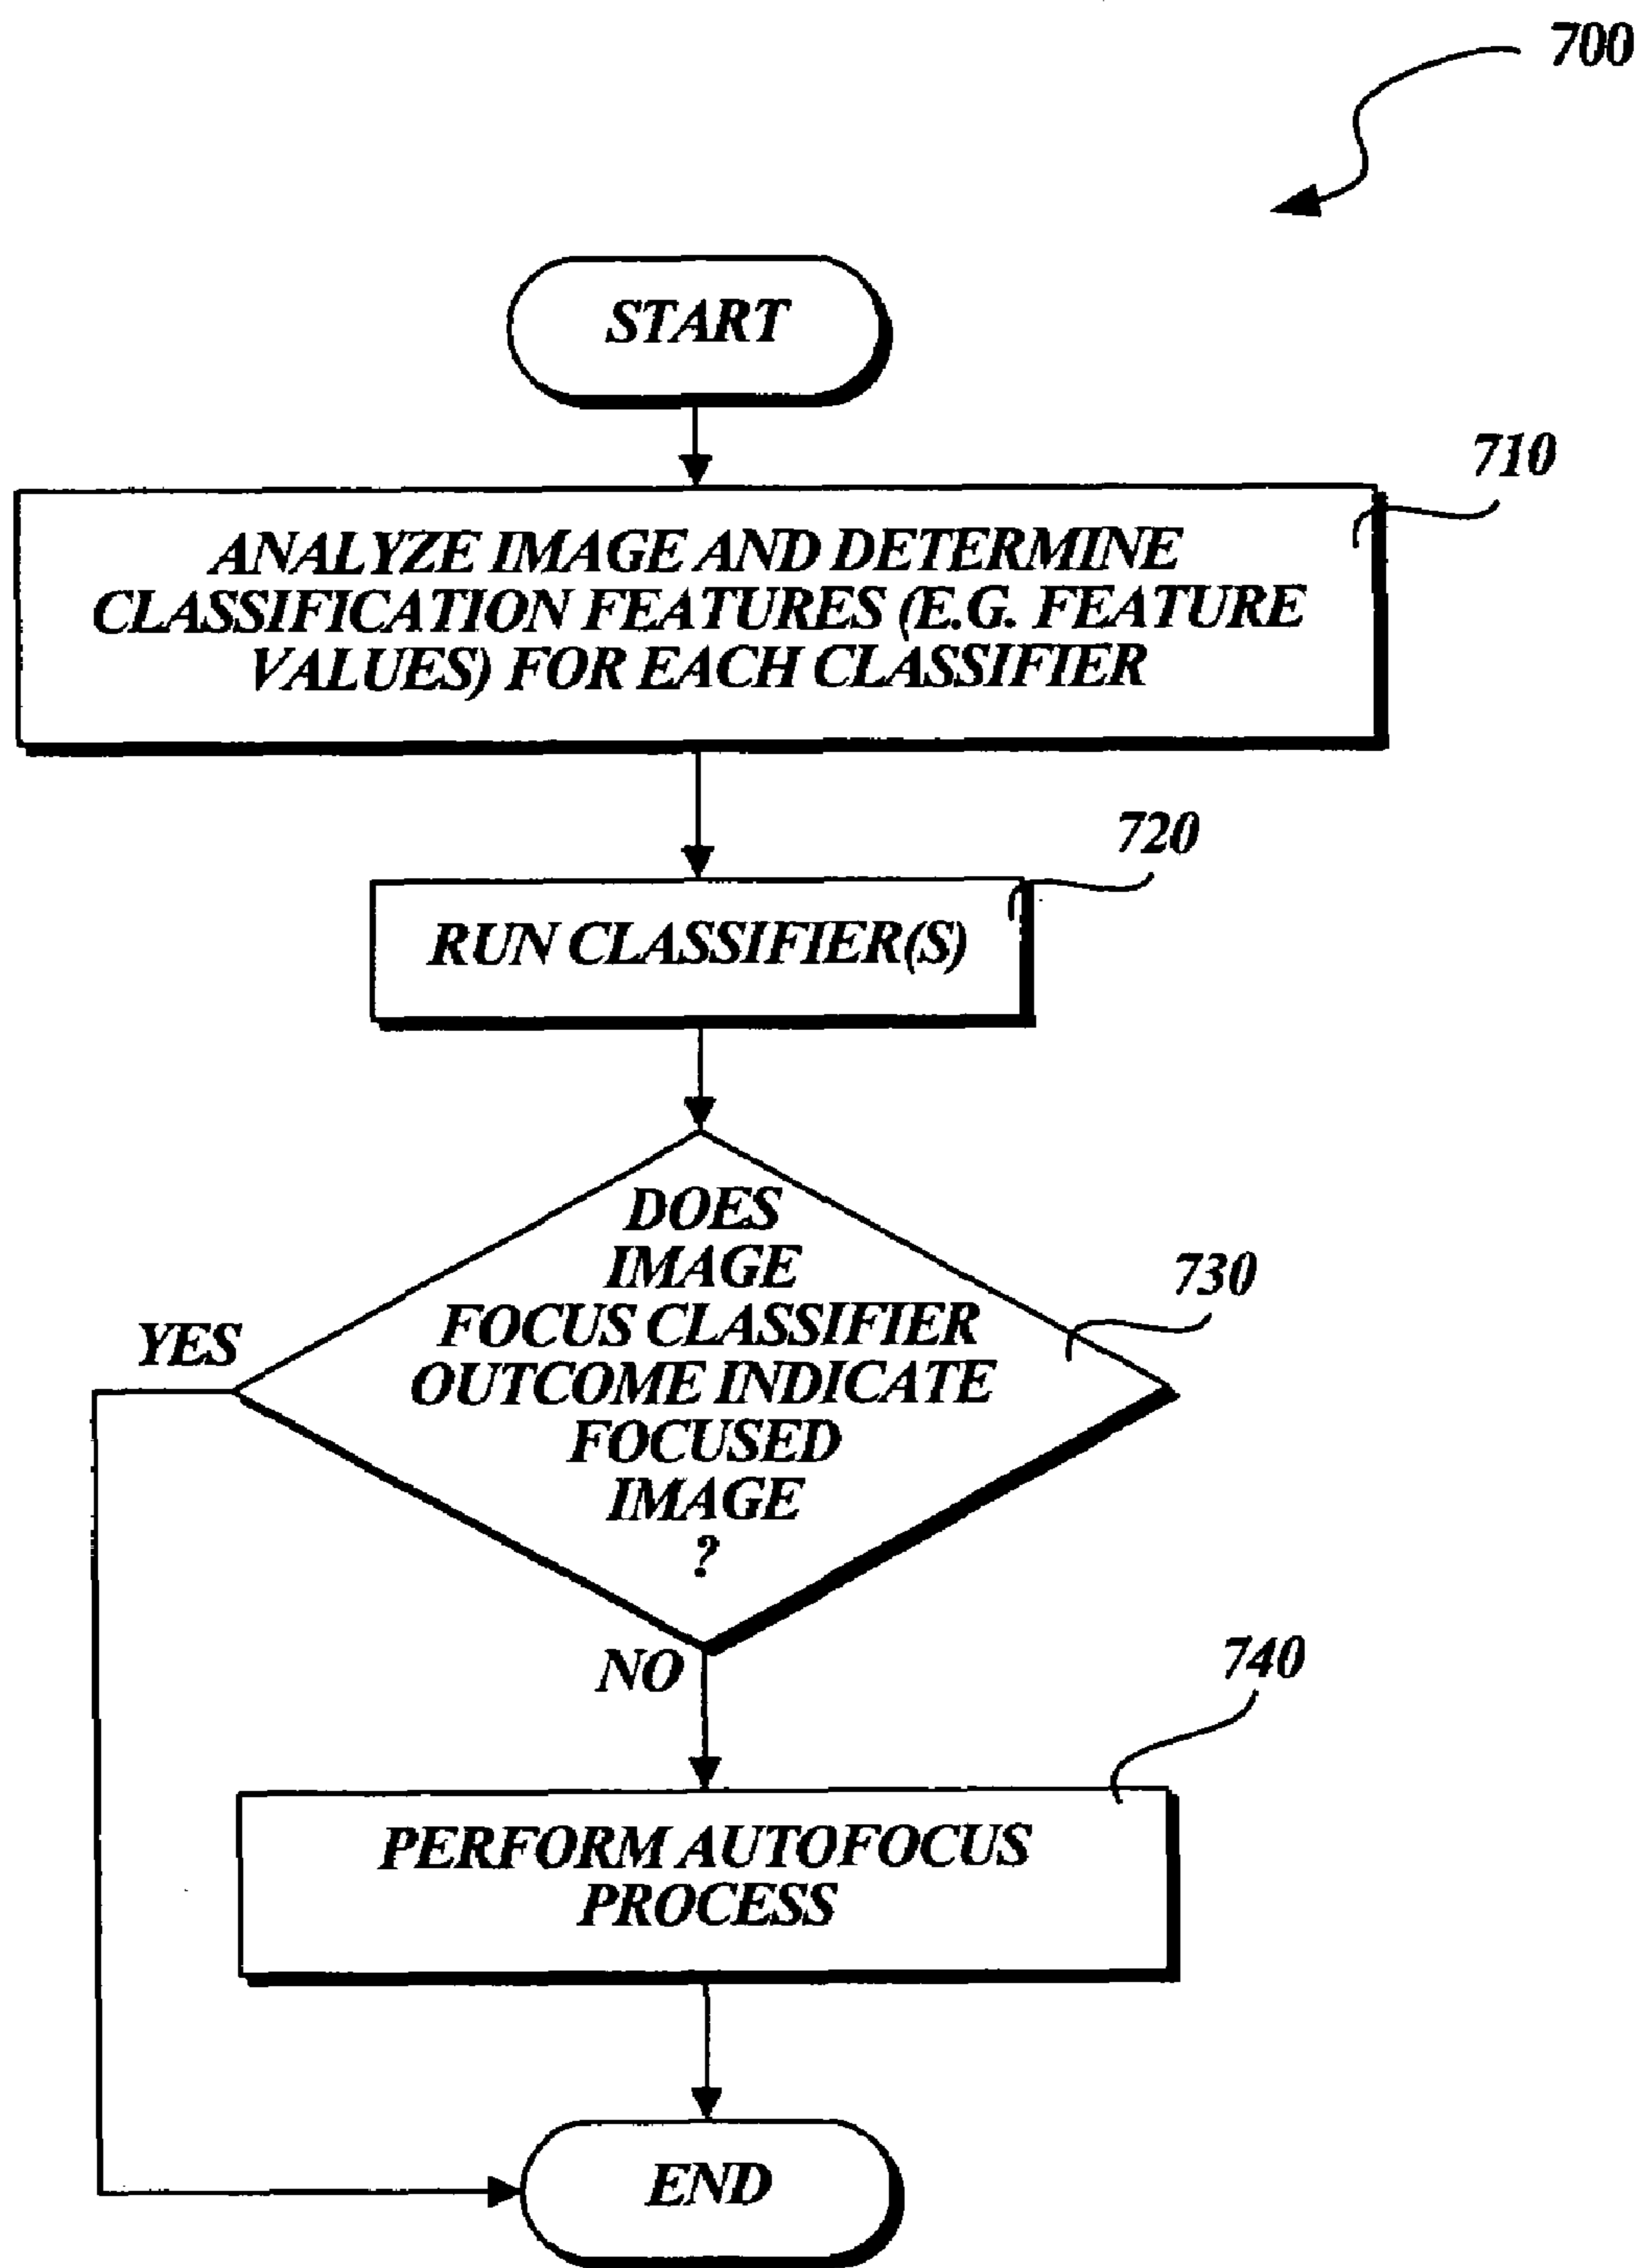 700
START
710
ANALYZE IMAGE AND DETERMINE
CLASSIFICATION FEATURES (E.G. FEATURE
VALUES) FOR EACH CLASSIFIER
720
RUN CLASSIFIER(S)
DOES
IMAGE
FOCUS CLASSIFIER
OUTCOME INDICATE
FOCUSED
IMAGE
?
730
YES
NO
740
PERFORM AUTOFOCUS
PROCESS
END